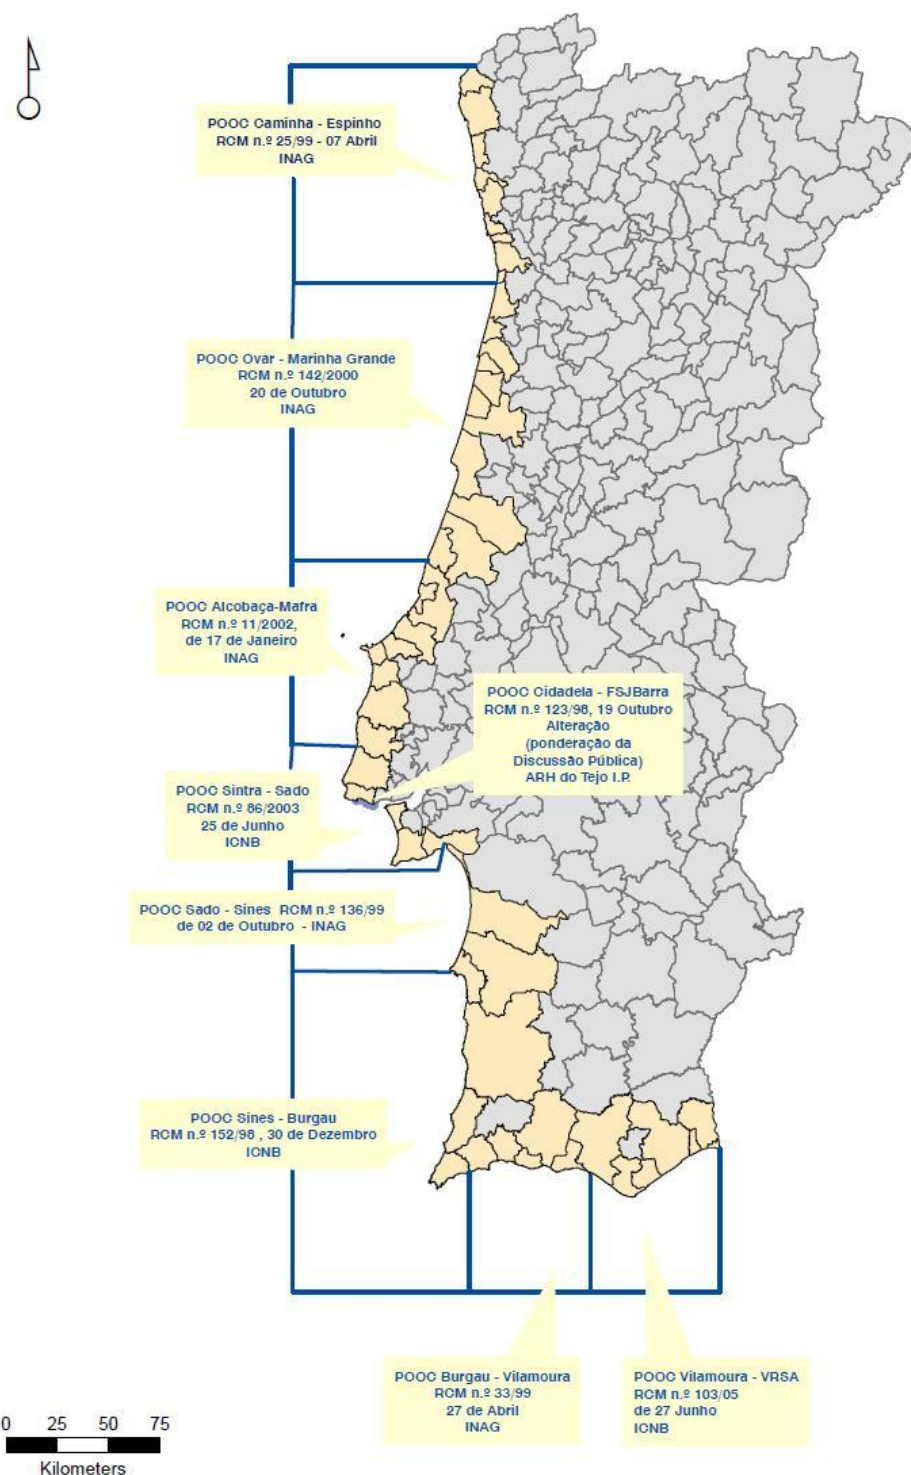 POOC Caminha - Espinho
RCM n.º 25/99 - 07 Abril
INAG
POOC Ovar - Marinha Grande
RCM n.º 142/2000
20 de Outubro
INAG
POOC Alcobaça-Mafra
RCM n.º 11/2002,
de 17 de Janeiro
INAG
POOC Cidadela - FSJBarra
RCM n.º 123/98, 19 Outubro
Alteração
(ponderação da
Discussão Pública)
ARH do Tejo I.P.
POOC Sintra - Sado
RCM n.º 86/2003
25 de Junho
ICNB
POOC Sado - Sines RCM n.º 136/99
de 02 de Outubro - INAG
POOC Sines - Burgau
RCM n.º 152/98 , 30 de Dezembro
ICNB
POOC Burgau - Vilamoura
RCM n.º 33/99
27 de Abril
INAG
POOC Vilamoura - VRSA
RCM n.º 103/05
de 27 Junho
ICNB
0 25 50 75
Kilometers